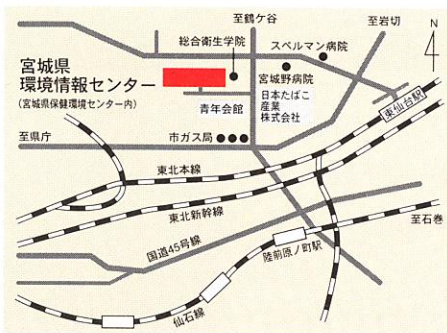 至鶴ケ谷
至岩切
N
4
総合衛生学院
スペルマン病院
宮城県
環境情報センター
(宮城県保健環境センター内)
宮城野病院
日本たばこ
産業
株式会社
青年会館
東仙台駅
至県庁
市ガス局
東北本線
東北新幹線
国道45号線
至石巻
陸前原ノ町駅
仙石線